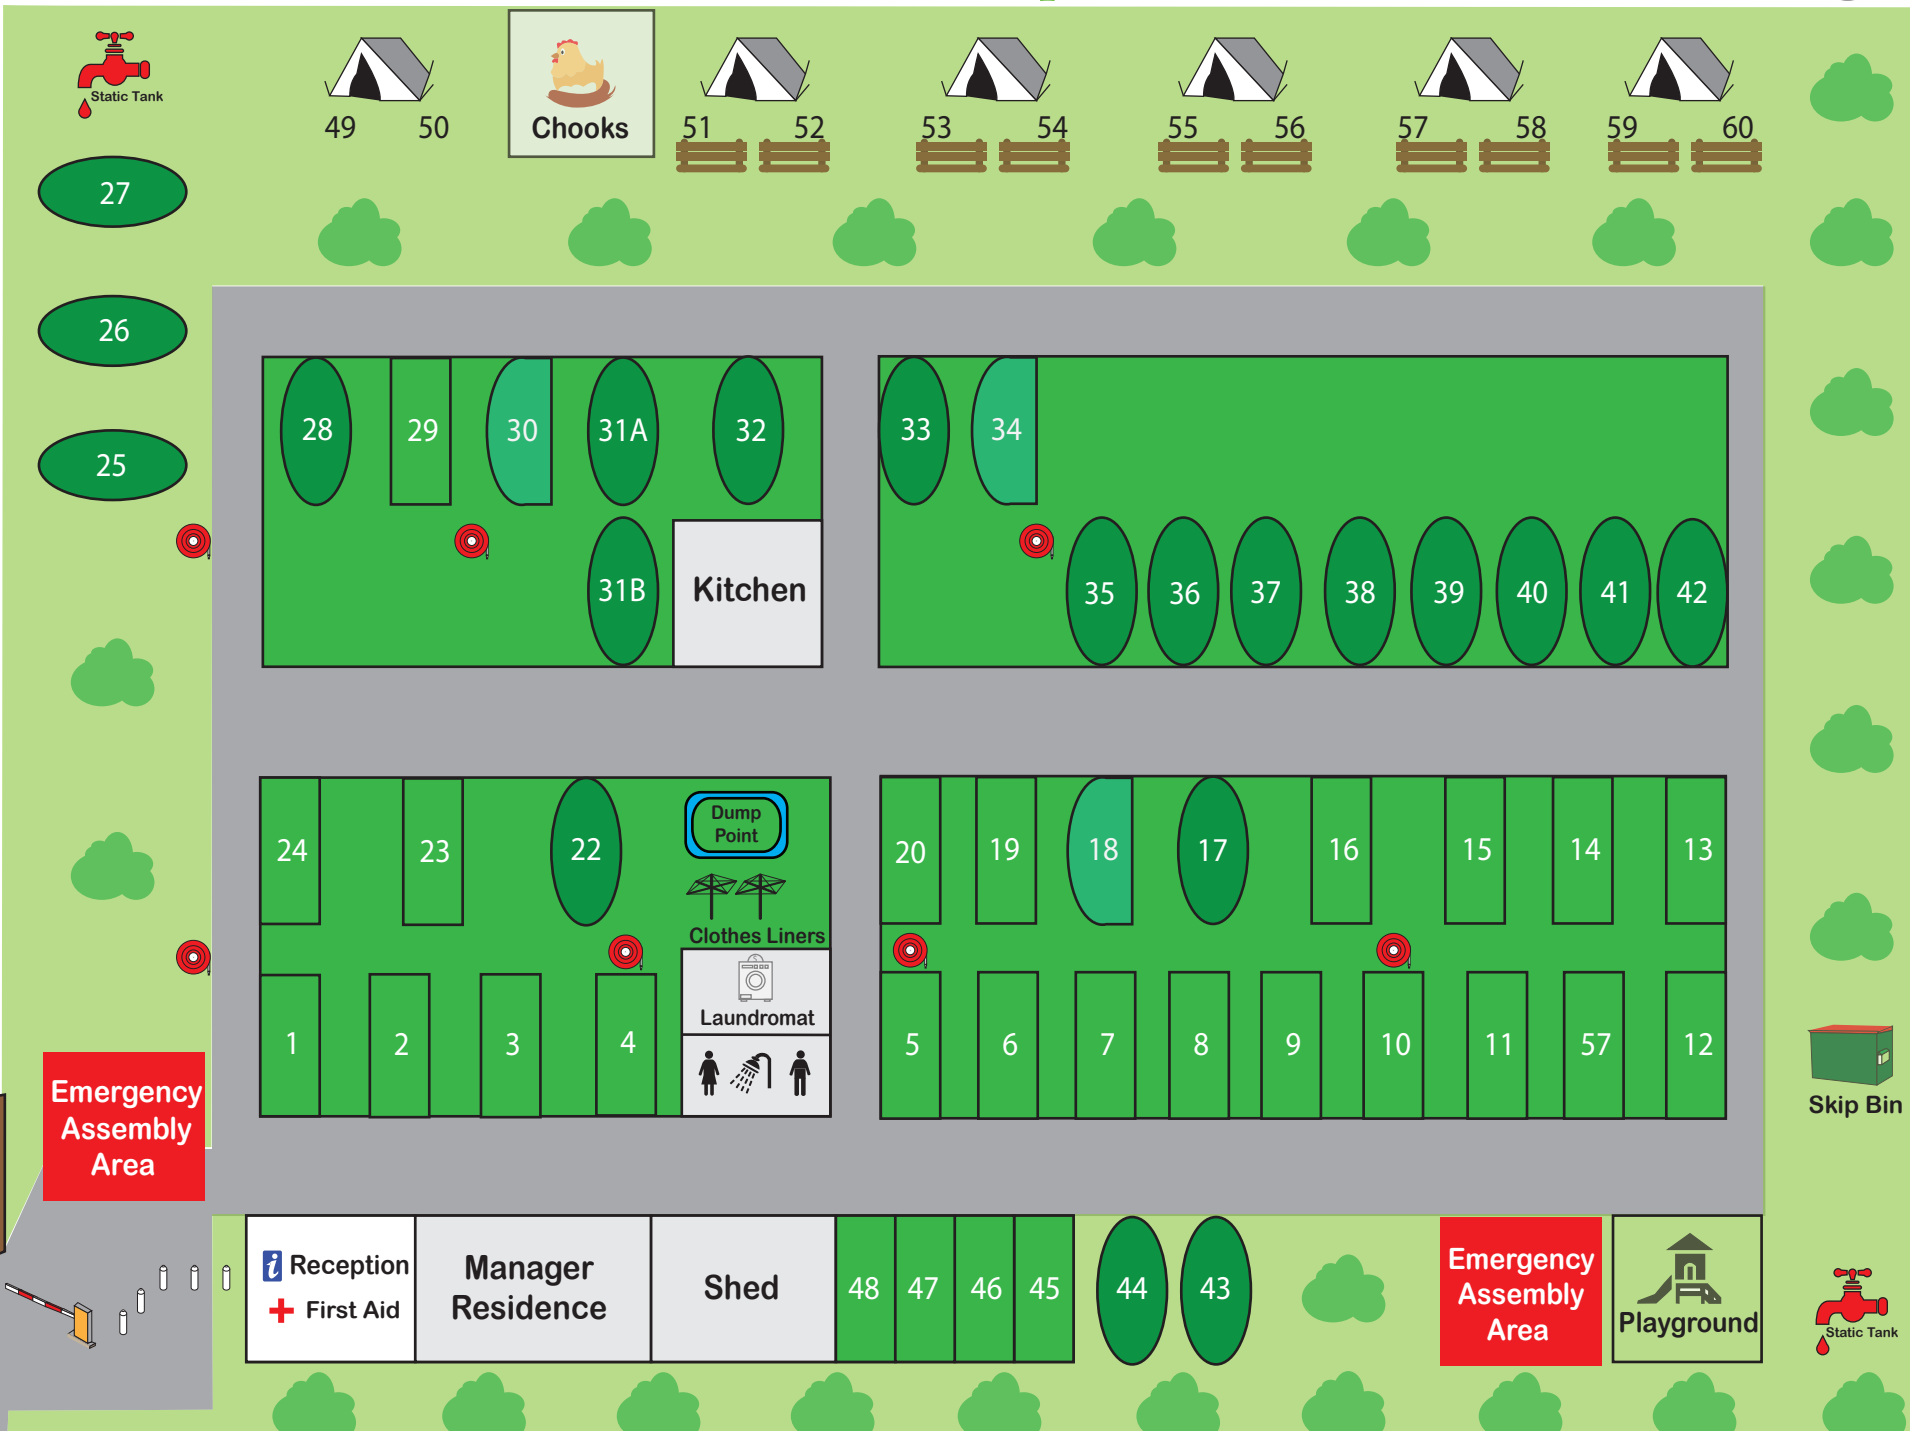 Static Tank
49 50
Chooks
51 52
53 54
55 56
57 58
59 60
27
26
25
28 29 30 31A 32
33 34
31B
Kitchen
35 36 37 38 39 40 41 42
24 23 22
Dump
Point
Clothes Liners
Laundromat
20 19 18 17 16 15 14 13
1 2 3 4
5 6 7 8 9 10 11 57 12
Emergency
Assembly
Area
Skip Bin
i Reception
First Aid
Manager
Residence
Shed
48 47 46 45 44 43
Emergency
Assembly
Area
Playground
Static Tank